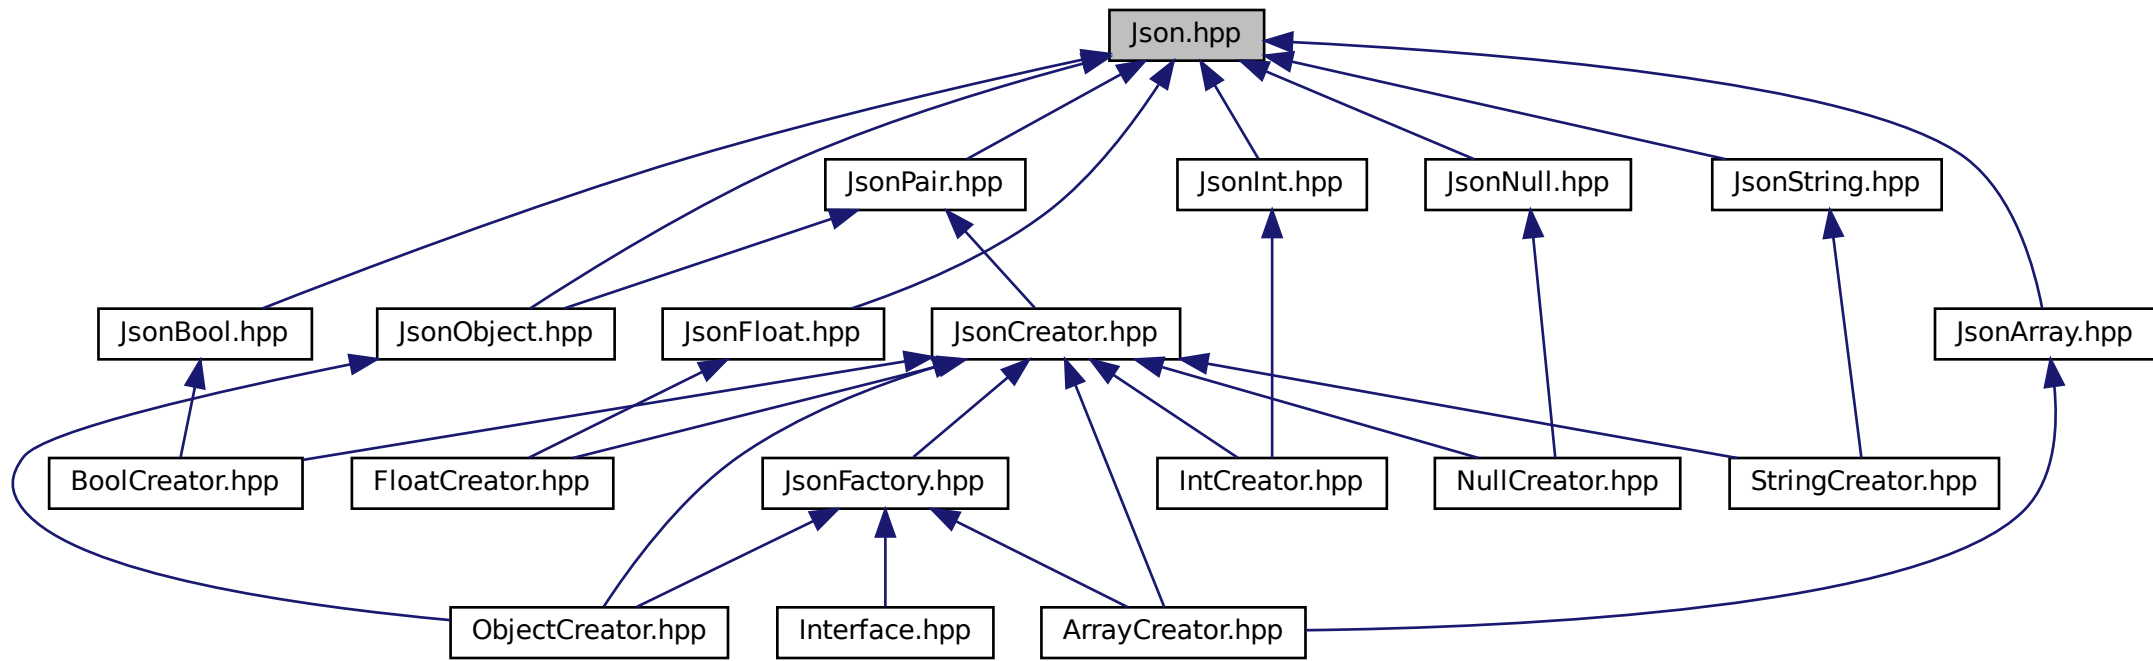 Json.hpp
JsonPair.hpp
JsonInt.hpp
JsonNull.hpp
JsonString.hpp
JsonBool.hpp
JsonObject.hpp
JsonFloat.hpp
JsonCreator.hpp
JsonArray.hpp
BoolCreator.hpp
FloatCreator.hpp
JsonFactory.hpp
IntCreator.hpp
NullCreator.hpp
StringCreator.hpp
ObjectCreator.hpp
Interface.hpp
ArrayCreator.hpp